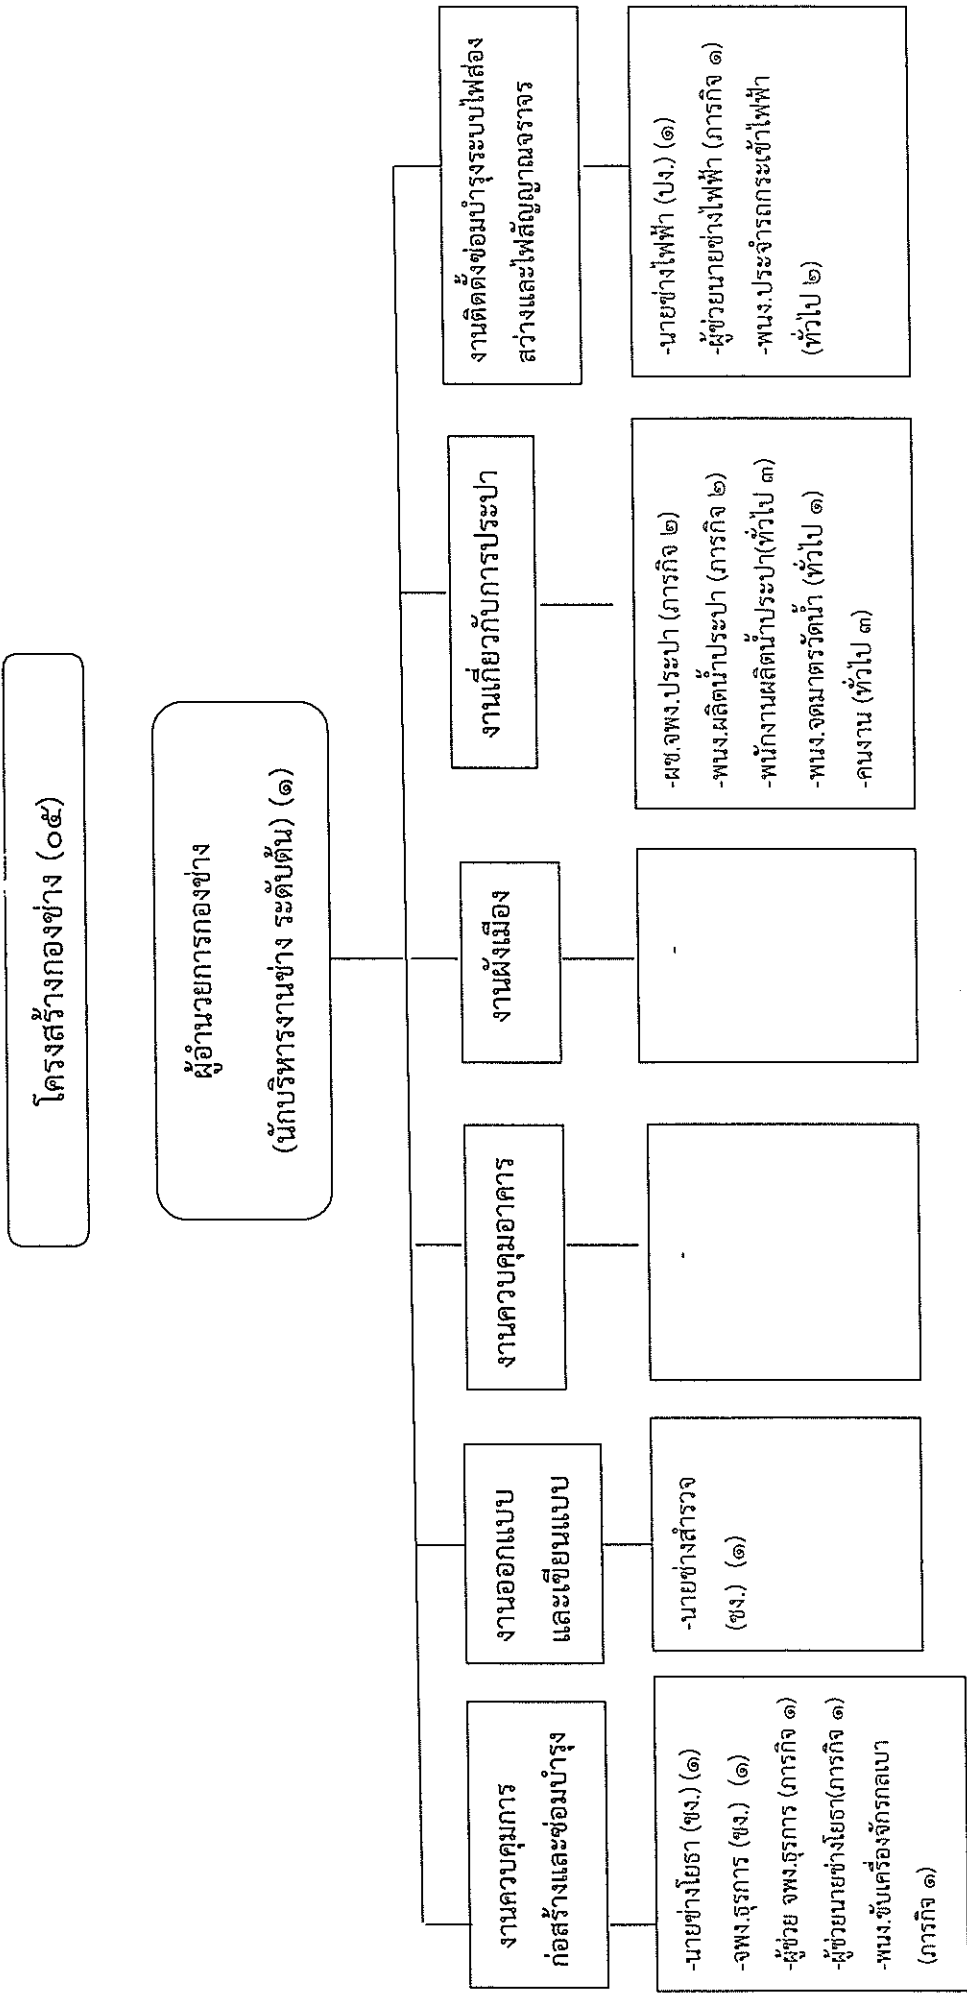 โครงสร้างกองช่าง (๐๕)
ผู้อำนวยการกองช่าง
(นักบริหารงานช่าง ระดับต้น) (๑)
งานควบคุมการ
ก่อสร้างและซ่อมบำรุง
-นายช่างโยธา (ชง.) (๑)
-จพง.ธุรการ (ชง.) (๑)
-ผู้ช่วย จพง.ธุรการ (ภารกิจ ๑)
-ผู้ช่วยนายช่างโยธา(ภารกิจ ๑)
-พนง.ขับเครื่องจักรกลเบา
(ภารกิจ ๑)
งานออกแบบ
และเขียนแบบ
-นายช่างสำรวจ
(ชง.) (๑)
งานควบคุมอาคาร
-
งานผังเมือง
-
งานเกี่ยวกับการประปา
-ผช.จพง.ประปา (ภารกิจ ๒)
-พนง.ผลิตน้ำประปา (ภารกิจ ๒)
-พนักงานผลิตน้ำประปา(ทั่วไป ๓)
-พนง.จดมาตรวัดน้ำ (ทั่วไป ๑)
-คนงาน (ทั่วไป ๓)
งานติดตั้งซ่อมบำรุงระบบไฟส่อง
สว่างและไฟสัญญาณจราจร
-นายช่างไฟฟ้า (ปง.) (๑)
-ผู้ช่วยนายช่างไฟฟ้า (ภารกิจ ๑)
-พนง.ประจำรถกระเช้าไฟฟ้า
(ทั่วไป ๒)